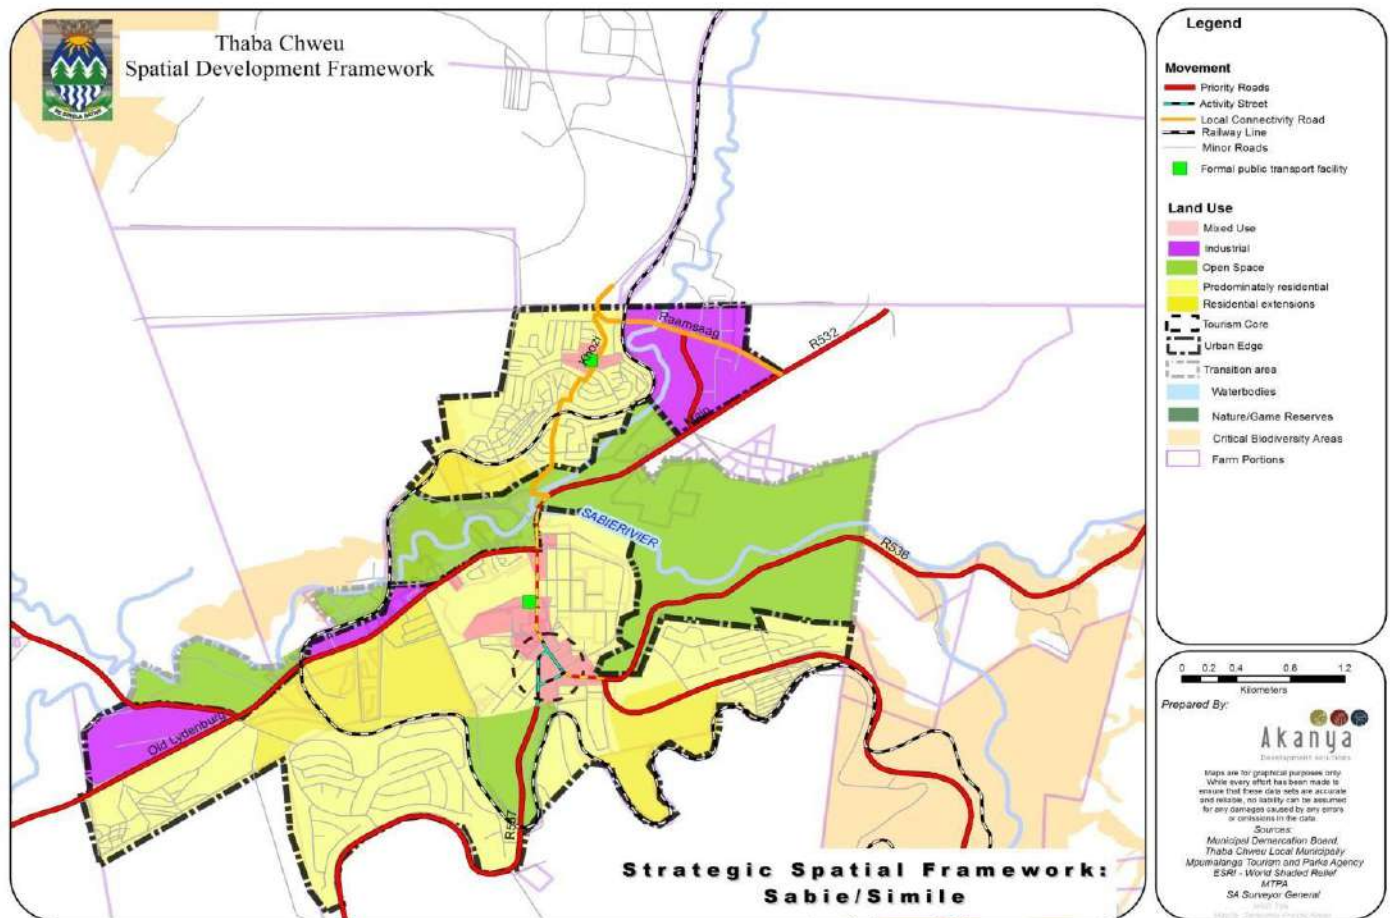 Thaba Chweu
Spatial Development Framework
Khozi
Raamsaag
R532
Main
SABIERIVIER
R536
Old Lydenburg
R537
Strategic Spatial Framework:
Sabie/Simile
Legend
Movement
Priority Roads
Activity Street
Local Connectivity Road
Railway Line
Minor Roads
Formal public transport facility
Land Use
Mixed Use
Industrial
Open Space
Predominately residential
Residential extensions
Tourism Core
Urban Edge
Transition area
Waterbodies
Nature/Game Reserves
Critical Biodiversity Areas
Farm Portions
0 0.2 0.4 0.8 1.2
Kilometers
Prepared By:
Akanya
Development solutions
Maps are for graphical purposes only
While every effort has been made to
ensure that these data sets are accurate
and reliable, no liability can be assumed
for any damages caused by any errors
or omissions in the data.
Sources:
Municipal Demarcation Board,
Thaba Chweu Local Municipality
Mpumalanga Tourism and Parks Agency
ESRI - World Shaded Relief
MTPA
SA Surveyor General